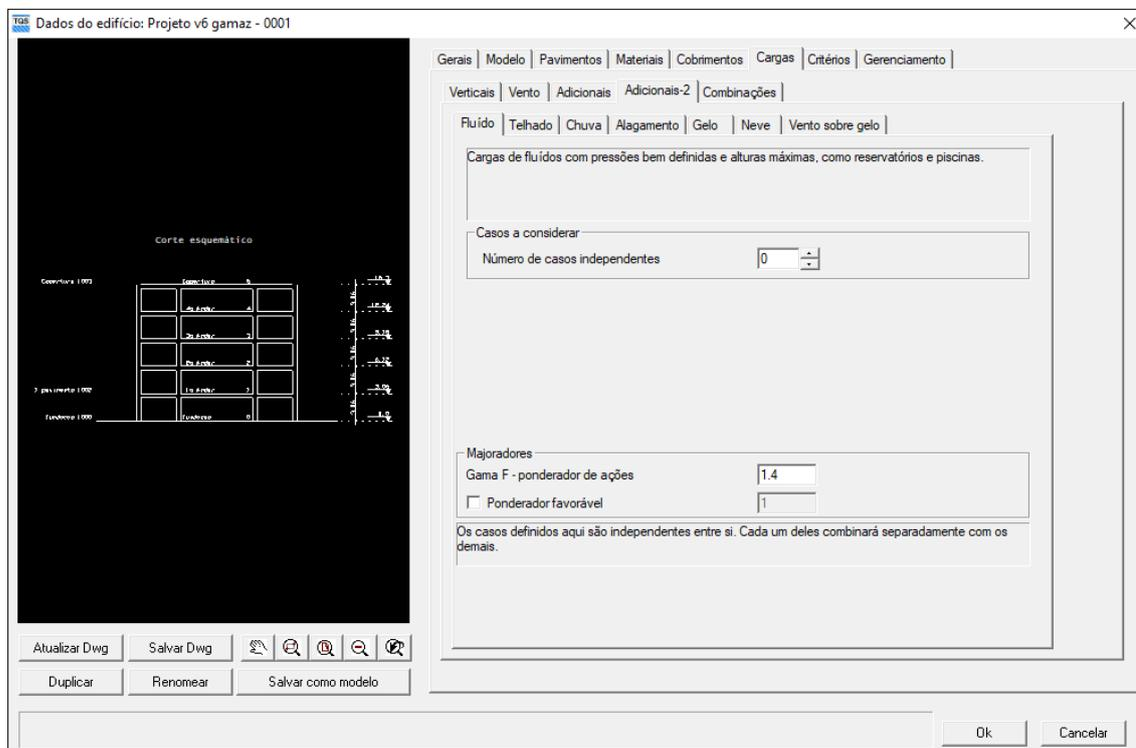 TQS Dados do edifício: Projeto v6 gamaz - 0001
Gerais Modelo Pavimentos Materiais Cobrimentos Cargas Critérios Gerenciamento
Verticais Vento Adicionais Adicionais-2 Combinações
Fluído Telhado Chuva Alagamento Gelo Neve Vento sobre gelo
Cargas de fluídos com pressões bem definidas e alturas máximas, como reservatórios e piscinas.
Casos a considerar
Número de casos independentes 0
Corte esquemático
Majoradores
Gama F - ponderador de ações 1.4
Ponderador favorável 1
Os casos definidos aqui são independentes entre si. Cada um deles combinará separadamente com os
demais.
Atualizar Dwg Salvar Dwg
Duplicar Renomear Salvar como modelo
Ok Cancelar